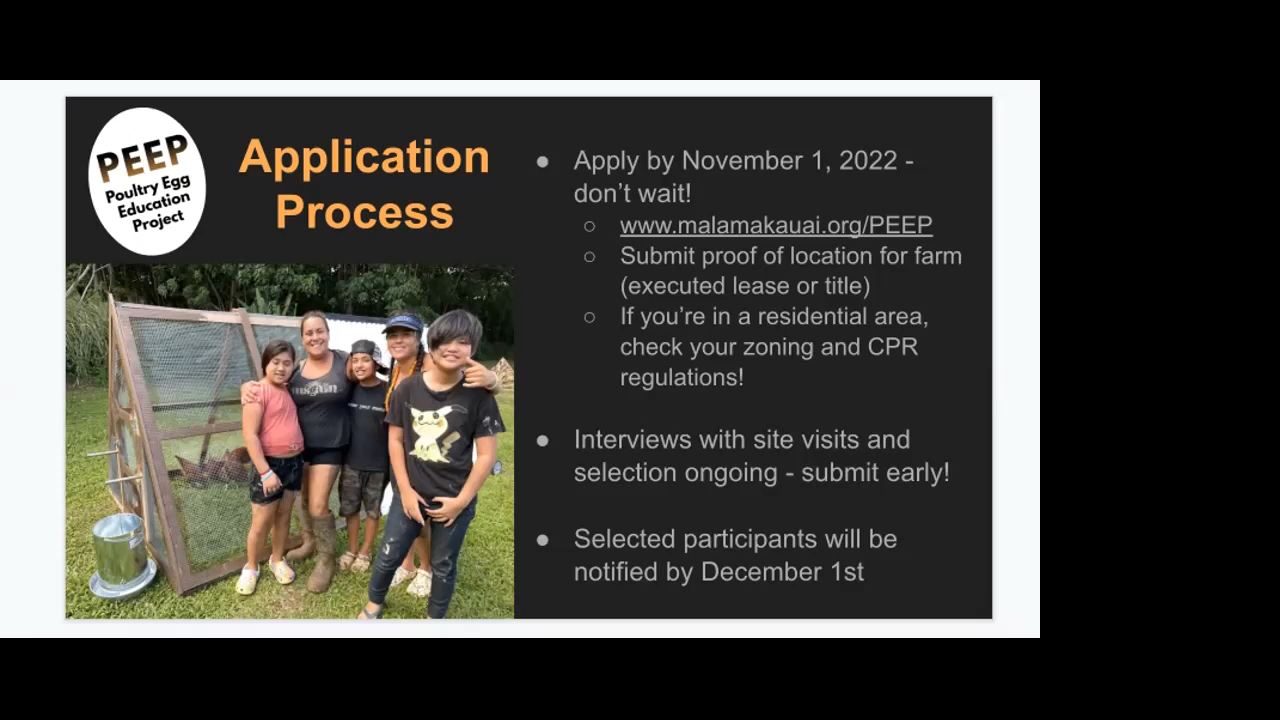 PEEP
Poultry Egg
Education
Project
Application
Process
● Apply by November 1, 2022 -
don’t wait!
○ www.malamakauai.org/PEEP
○ Submit proof of location for farm
(executed lease or title)
○ If you’re in a residential area,
check your zoning and CPR
regulations!
● Interviews with site visits and
selection ongoing - submit early!
● Selected participants will be
notified by December 1st